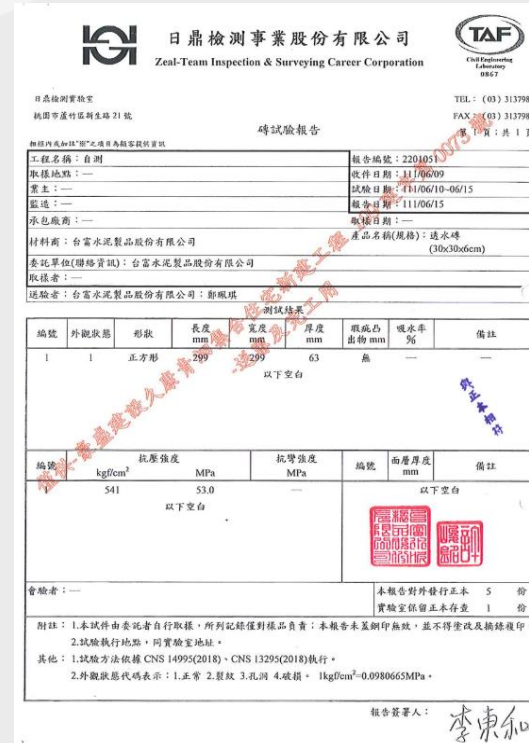 日鼎檢測事業股份有限公司
Zeal-Team Inspection & Surveying Career Corporation
TAF
Civil Engineering
Laboratory
0867
日鼎檢測實驗室
TEL: (03) 313798
桃園市蘆竹區新生路 21 號
FAX: (03) 313798
磚試驗報告
第 1 頁;共 1 頁
粗框內或加註"※"之項目為顧客提供資訊
工程名稱:自測
報告編號:2201051
取樣地點:—
收件日期:111/06/09
業主:—
試驗日期:111/06/10~06/15
監造:—
報告日期:111/06/15
承包廠商:—
取樣日期:—
材料商:台富水泥製品股份有限公司
產品名稱(規格):透水磚
(30x30x6cm)
委託單位(聯絡資訊):台富水泥製品股份有限公司
取樣者:—
送驗者:台富水泥製品股份有限公司:鄭珮琪
測試結果
編號 外觀狀態 形狀 長度 mm 寬度 mm 厚度 mm 瑕疵凸出物 mm 吸水率 % 備註
1 1 正方形 299 299 63 無 — —
以下空白
與正本相符
編號 抗壓強度 kgf/cm² MPa 抗彎強度 MPa 編號 面層厚度 mm 備註
1 541 53.0 — 以下空白
以下空白
會驗者:—
本報告對外發行正本 5 份
實驗室保留正本存查 1 份
附註:1.本試件由委託者自行取樣,所列記錄僅對樣品負責;本報告未蓋鋼印無效,並不得塗改及摘錄複印
2.試驗執行地點,同實驗室地址。
其他:1.試驗方法依據 CNS 14995(2018)、CNS 13295(2018)執行。
2.外觀狀態代表示:1.正常 2.裂紋 3.孔洞 4.破損。 1kgf/cm²=0.0980665MPa。
報告簽署人:
李東和